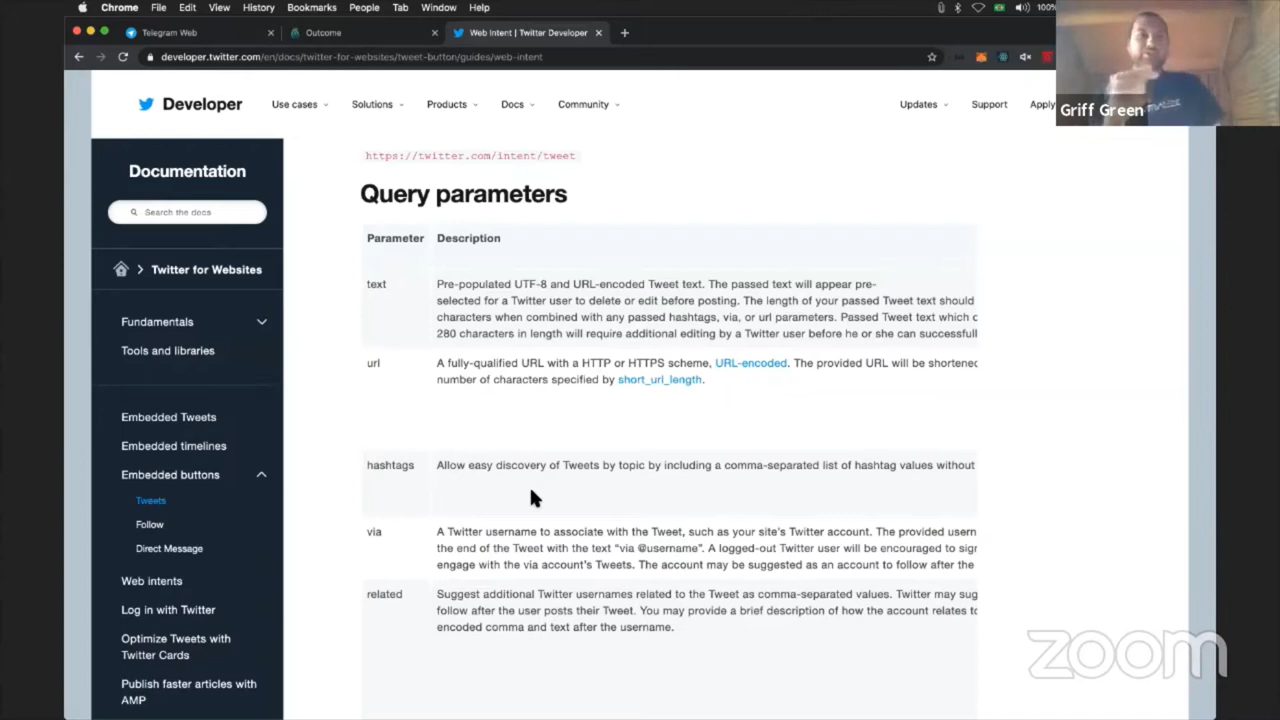 Chrome File Edit View History Bookmarks People Tab Window Help 100%
Telegram Web Outcome Web Intent | Twitter Developer
developer.twitter.com/en/docs/twitter-for-websites/tweet-button/guides/web-intent
Griff Green
Developer Use cases Solutions Products Docs Community Updates Support Apply
Documentation
Search the docs
Twitter for Websites
Fundamentals
Tools and libraries
Embedded Tweets
Embedded timelines
Embedded buttons
Tweets
Follow
Direct Message
Web intents
Log in with Twitter
Optimize Tweets with
Twitter Cards
Publish faster articles with
AMP
https://twitter.com/intent/tweet
Query parameters
Parameter Description
text Pre-populated UTF-8 and URL-encoded Tweet text. The passed text will appear pre-
selected for a Twitter user to delete or edit before posting. The length of your passed Tweet text should
characters when combined with any passed hashtags, via, or url parameters. Passed Tweet text which
280 characters in length will require additional editing by a Twitter user before he or she can successfull
url A fully-qualified URL with a HTTP or HTTPS scheme, URL-encoded. The provided URL will be shortened
number of characters specified by short_url_length.
hashtags Allow easy discovery of Tweets by topic by including a comma-separated list of hashtag values without
via A Twitter username to associate with the Tweet, such as your site's Twitter account. The provided usern
the end of the Tweet with the text “via @username”. A logged-out Twitter user will be encouraged to sign
engage with the via account's Tweets. The account may be suggested as an account to follow after the
related Suggest additional Twitter usernames related to the Tweet as comma-separated values. Twitter may sug
follow after the user posts their Tweet. You may provide a brief description of how the account relates to
encoded comma and text after the username.
zoom